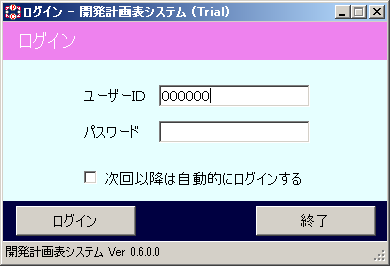 ログイン - 開発計画表システム (Trial)
ログイン
ユーザーID 000000
パスワード
次回以降は自動的にログインする
ログイン 終了
開発計画表システム Ver 0.6.0.0